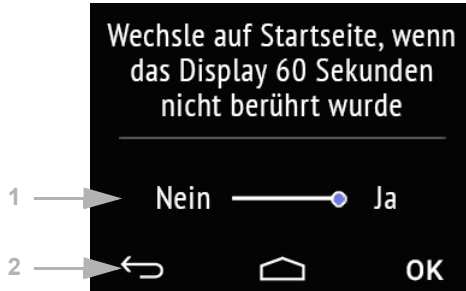 Wechsle auf Startseite, wenn
das Display 60 Sekunden
nicht berührt wurde
1 Nein Ja
2 OK